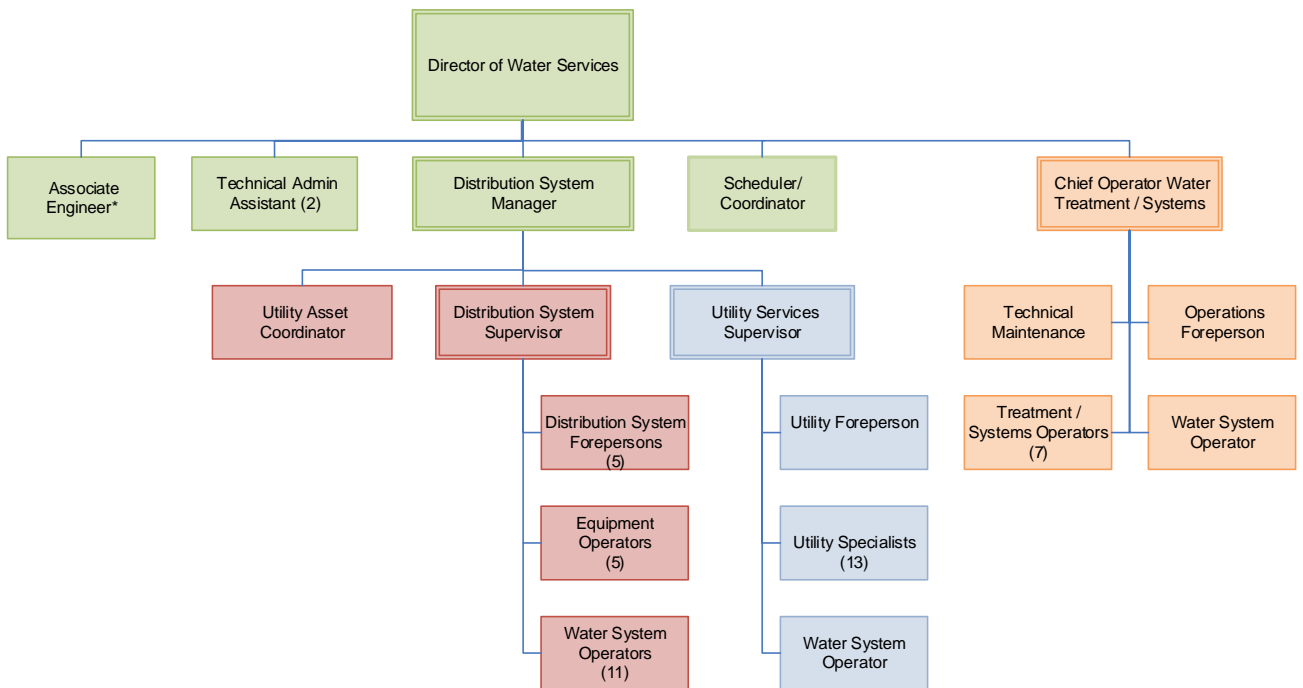 Director of Water Services
Associate
Engineer*
Technical Admin
Assistant (2)
Distribution System
Manager
Scheduler/
Coordinator
Chief Operator Water
Treatment / Systems
Utility Asset
Coordinator
Distribution System
Supervisor
Utility Services
Supervisor
Technical
Maintenance
Operations
Foreperson
Distribution System
Forepersons
(5)
Utility Foreperson
Treatment /
Systems Operators
(7)
Water System
Operator
Equipment
Operators
(5)
Utility Specialists
(13)
Water System
Operators
(11)
Water System
Operator